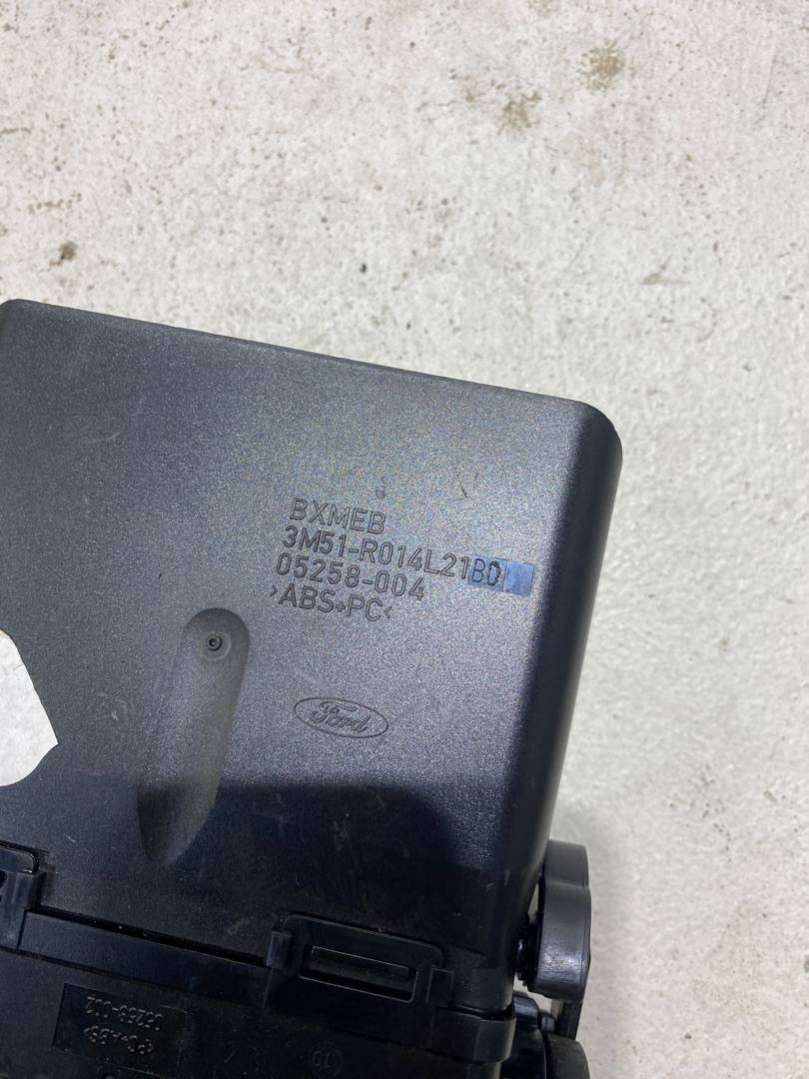 BXMEB
3M51-R014L21BD
05258-004
>ABS+PC<
Ford